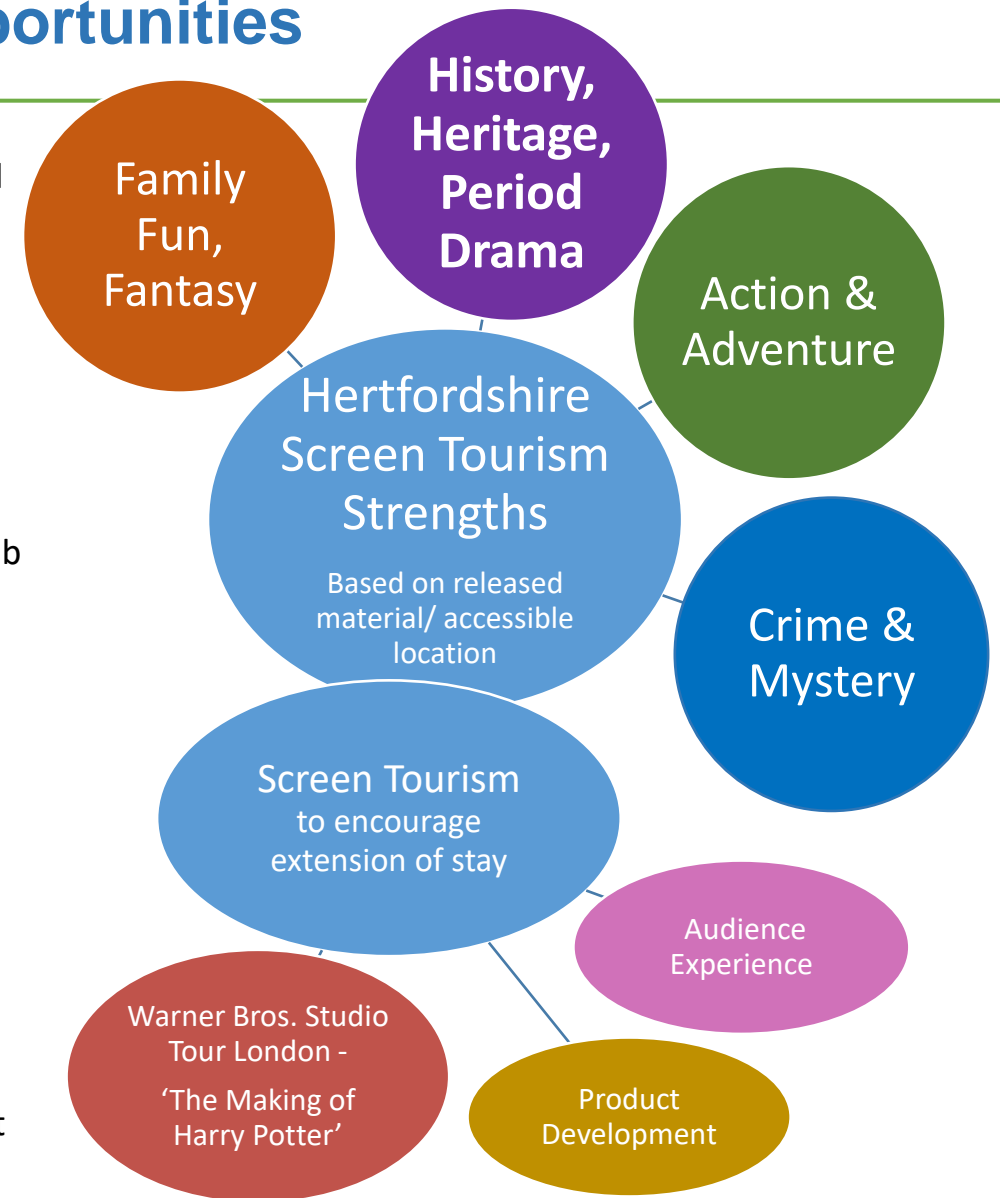 History,
Heritage,
Period
Drama
Family
Fun,
Fantasy
Action &
Adventure
Hertfordshire
Screen Tourism
Strengths
Based on released
material/ accessible
location
Crime &
Mystery
Screen Tourism
to encourage
extension of stay
Audience
Experience
Warner Bros. Studio
Tour London -
‘The Making of
Harry Potter’
Product
Development